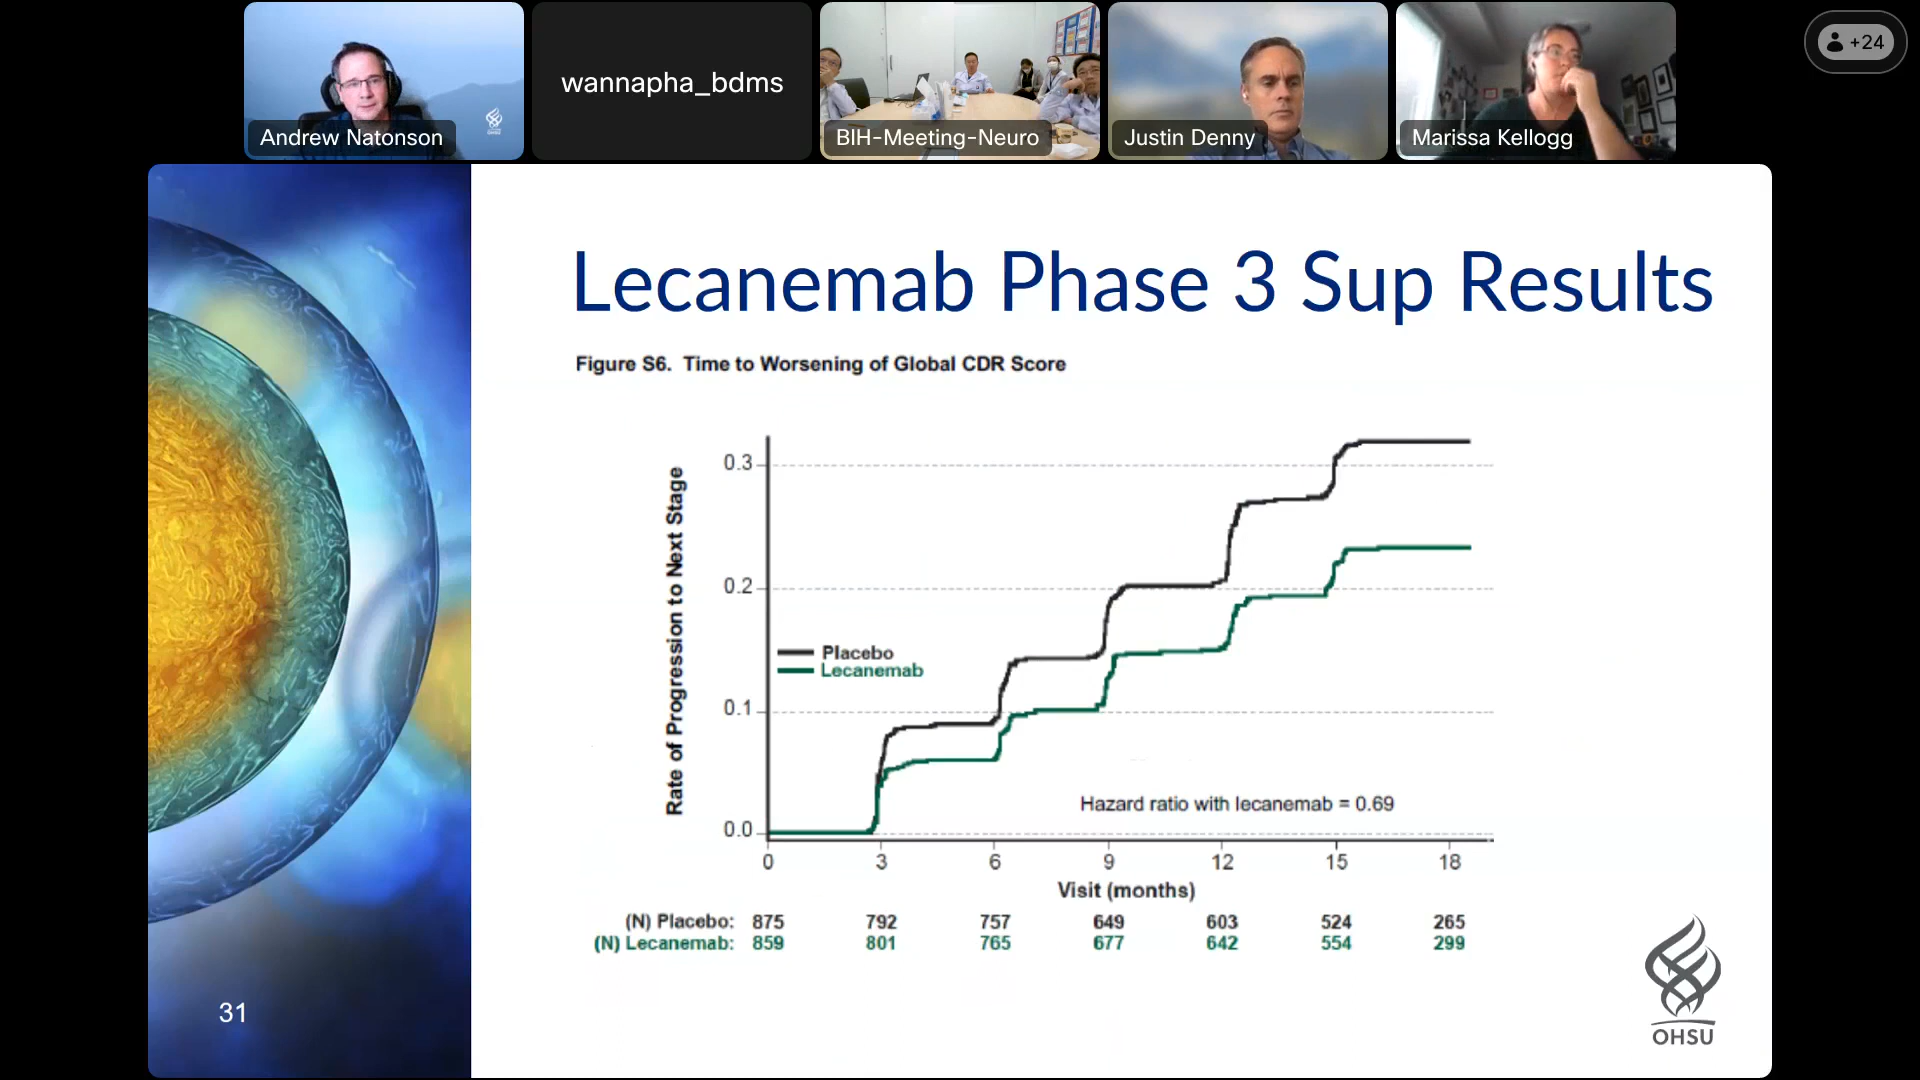 Andrew Natonson
OHSU
wannapha_bdms
BIH-Meeting-Neuro
Justin Denny
Marissa Kellogg
+24
Lecanemab Phase 3 Sup Results
Figure S6. Time to Worsening of Global CDR Score
Rate of Progression to Next Stage
0.3
0.2
0.1
0.0
Placebo
Lecanemab
Hazard ratio with lecanemab = 0.69
0 3 6 9 12 15 18
Visit (months)
(N) Placebo: 875 792 757 649 603 524 265
(N) Lecanemab: 859 801 765 677 642 554 299
31
OHSU